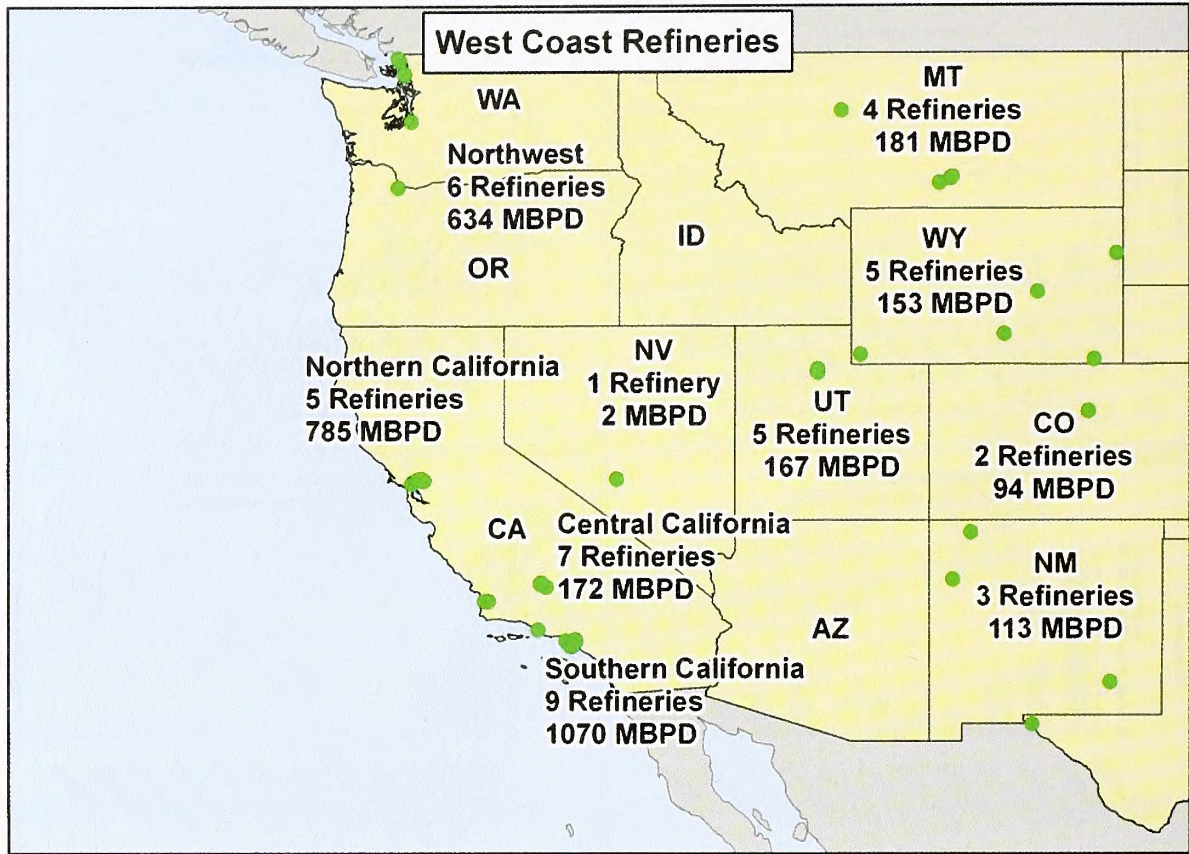 West Coast Refineries
WA
Northwest
6 Refineries
634 MBPD
OR
ID
MT
4 Refineries
181 MBPD
WY
5 Refineries
153 MBPD
Northern California
5 Refineries
785 MBPD
NV
1 Refinery
2 MBPD
UT
5 Refineries
167 MBPD
CO
2 Refineries
94 MBPD
CA
Central California
7 Refineries
172 MBPD
AZ
NM
3 Refineries
113 MBPD
Southern California
9 Refineries
1070 MBPD